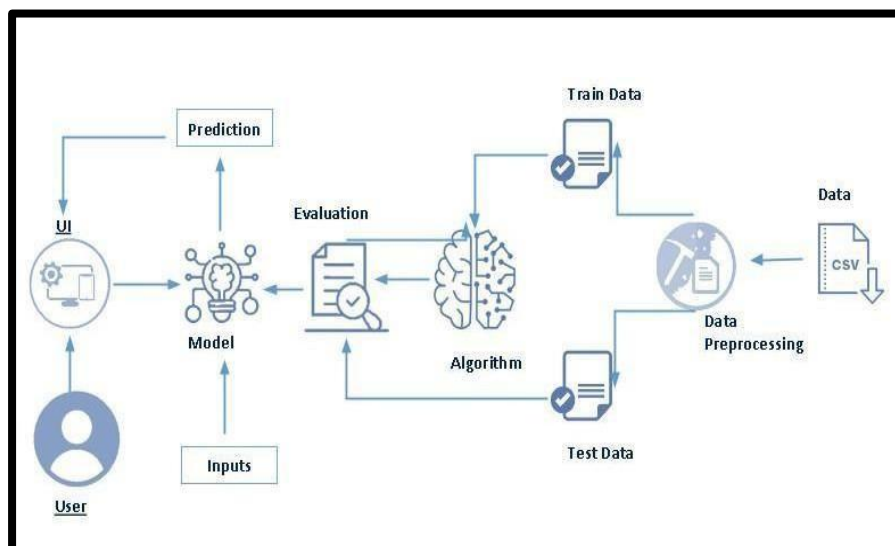 Train Data
Prediction
Data
Evaluation
UI
CSV
Model
Data
Preprocessing
Algorithm
Inputs
Test Data
User